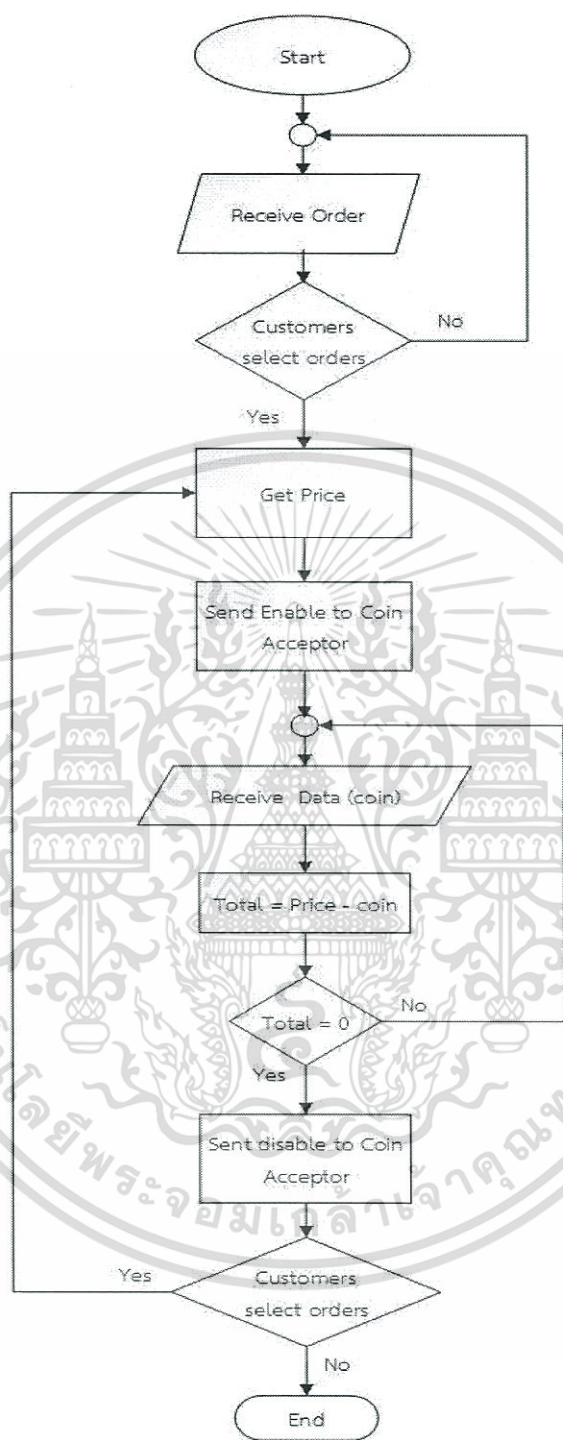 Start
Receive Order
Customers
select orders
No
Yes
Get Price
Send Enable to Coin
Acceptor
Receive Data (coin)
Total = Price - coin
Total = 0
No
Yes
Sent disable to Coin
Acceptor
Customers
select orders
Yes
No
End